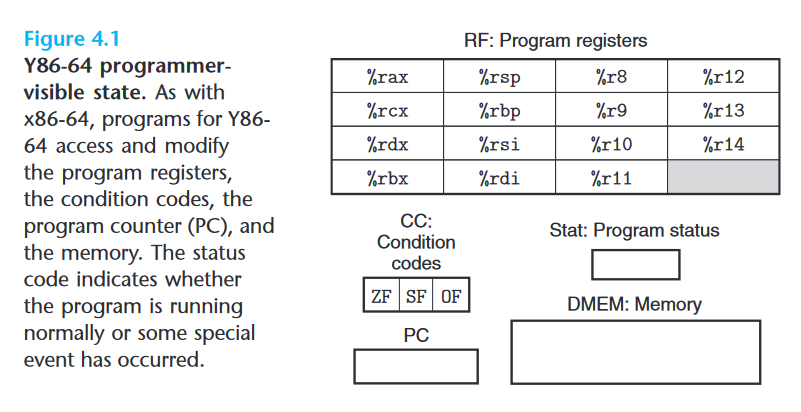 Figure 4.1
Y86-64 programmer-
visible state. As with
x86-64, programs for Y86-
64 access and modify
the program registers,
the condition codes, the
program counter (PC), and
the memory. The status
code indicates whether
the program is running
normally or some special
event has occurred.
RF: Program registers
%rax %rsp %r8 %r12
%rcx %rbp %r9 %r13
%rdx %rsi %r10 %r14
%rbx %rdi %r11
CC:
Condition
codes
ZF SF OF
PC
Stat: Program status
DMEM: Memory